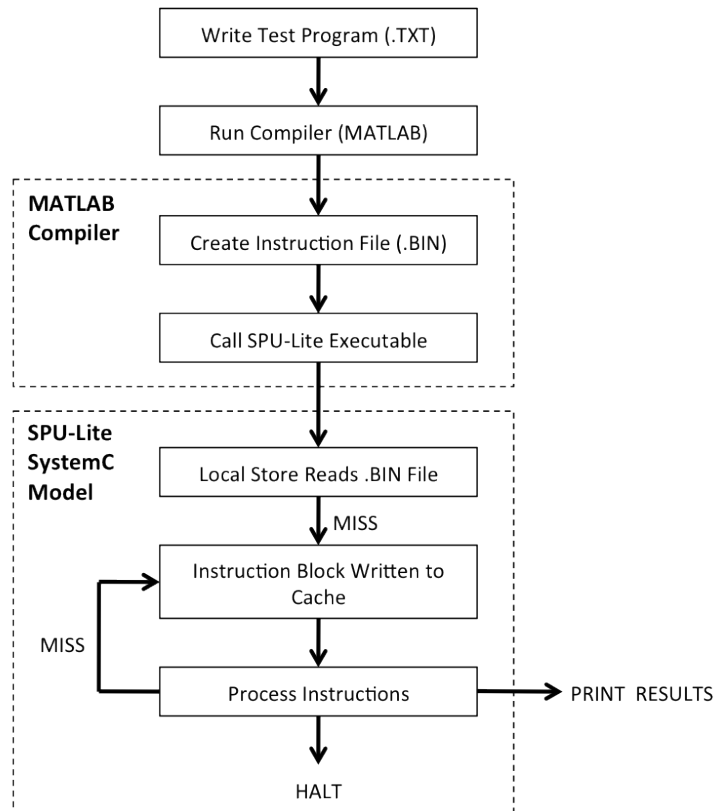 Write Test Program (.TXT)
Run Compiler (MATLAB)
MATLAB
Compiler
Create Instruction File (.BIN)
Call SPU-Lite Executable
SPU-Lite
SystemC
Model
Local Store Reads .BIN File
MISS
Instruction Block Written to
Cache
MISS
Process Instructions
PRINT RESULTS
HALT